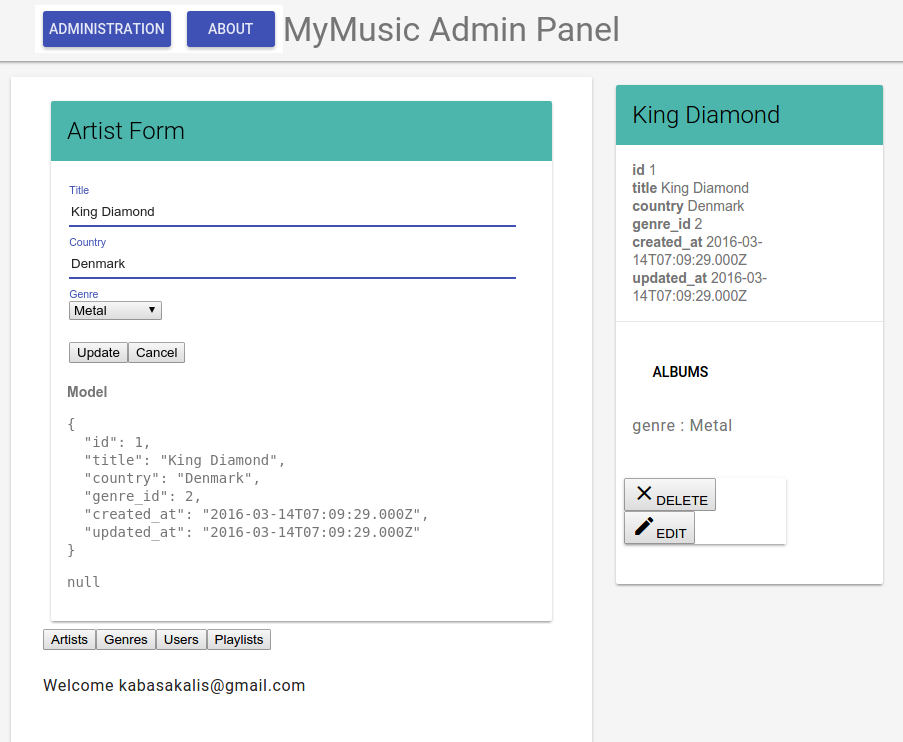 ADMINISTRATION ABOUT MyMusic Admin Panel
Artist Form
Title
King Diamond
Country
Denmark
Genre
Metal
Update Cancel
Model
{
  "id": 1,
  "title": "King Diamond",
  "country": "Denmark",
  "genre_id": 2,
  "created_at": "2016-03-14T07:09:29.000Z",
  "updated_at": "2016-03-14T07:09:29.000Z"
}
null
Artists Genres Users Playlists
Welcome kabasakalis@gmail.com
King Diamond
id 1
title King Diamond
country Denmark
genre_id 2
created_at 2016-03-
14T07:09:29.000Z
updated_at 2016-03-
14T07:09:29.000Z
ALBUMS
genre : Metal
DELETE
EDIT